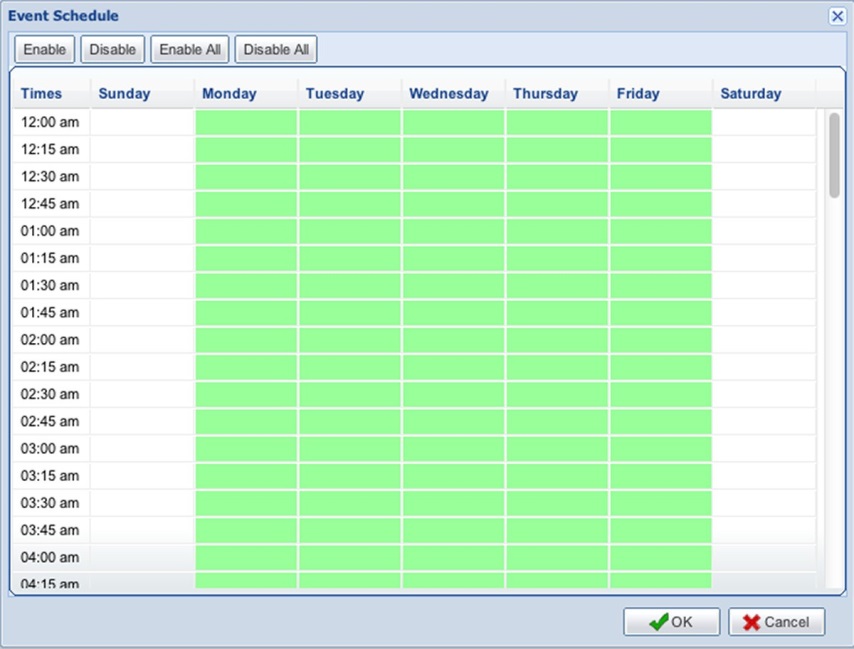 Event Schedule
Enable Disable Enable All Disable All
Times Sunday Monday Tuesday Wednesday Thursday Friday Saturday
12:00 am
12:15 am
12:30 am
12:45 am
01:00 am
01:15 am
01:30 am
01:45 am
02:00 am
02:15 am
02:30 am
02:45 am
03:00 am
03:15 am
03:30 am
03:45 am
04:00 am
04:15 am
OK Cancel